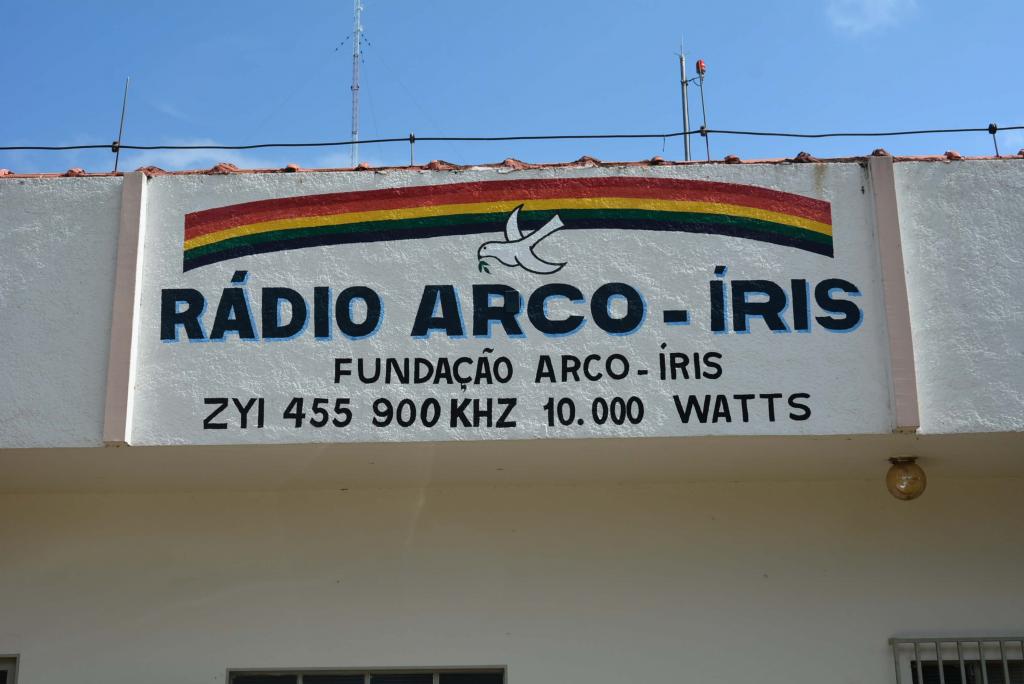 RÁDIO ARCO - ÍRIS
FUNDAÇÃO ARCO - ÍRIS
ZYI 455 900 KHZ 10.000 WATTS